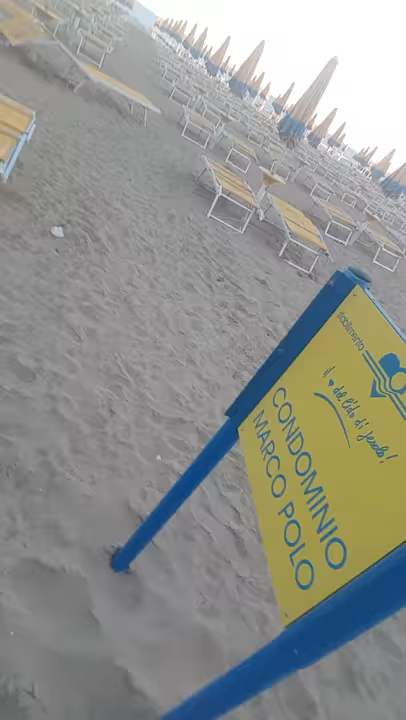 stabilimento
il ♥ del lido di jesolo!
CONDOMINIO
MARCO POLO